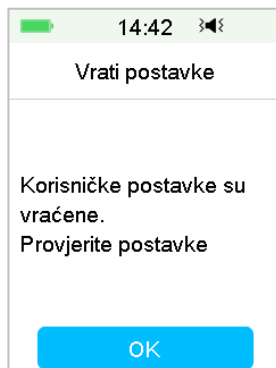 14:42
Vrati postavke
Korisničke postavke su
vraćene.
Provjerite postavke
OK